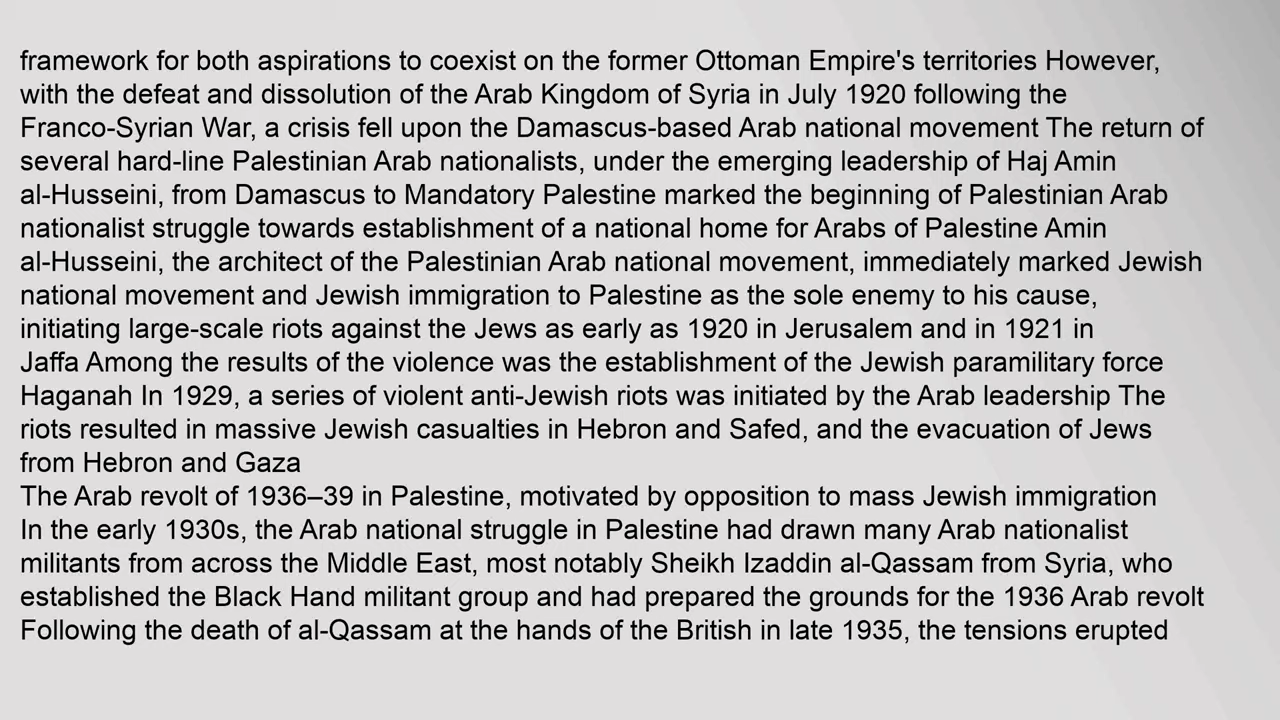 framework for both aspirations to coexist on the former Ottoman Empire's territories However,
with the defeat and dissolution of the Arab Kingdom of Syria in July 1920 following the
Franco-Syrian War, a crisis fell upon the Damascus-based Arab national movement The return of
several hard-line Palestinian Arab nationalists, under the emerging leadership of Haj Amin
al-Husseini, from Damascus to Mandatory Palestine marked the beginning of Palestinian Arab
nationalist struggle towards establishment of a national home for Arabs of Palestine Amin
al-Husseini, the architect of the Palestinian Arab national movement, immediately marked Jewish
national movement and Jewish immigration to Palestine as the sole enemy to his cause,
initiating large-scale riots against the Jews as early as 1920 in Jerusalem and in 1921 in
Jaffa Among the results of the violence was the establishment of the Jewish paramilitary force
Haganah In 1929, a series of violent anti-Jewish riots was initiated by the Arab leadership The
riots resulted in massive Jewish casualties in Hebron and Safed, and the evacuation of Jews
from Hebron and Gaza
The Arab revolt of 1936–39 in Palestine, motivated by opposition to mass Jewish immigration
In the early 1930s, the Arab national struggle in Palestine had drawn many Arab nationalist
militants from across the Middle East, most notably Sheikh Izaddin al-Qassam from Syria, who
established the Black Hand militant group and had prepared the grounds for the 1936 Arab revolt
Following the death of al-Qassam at the hands of the British in late 1935, the tensions erupted